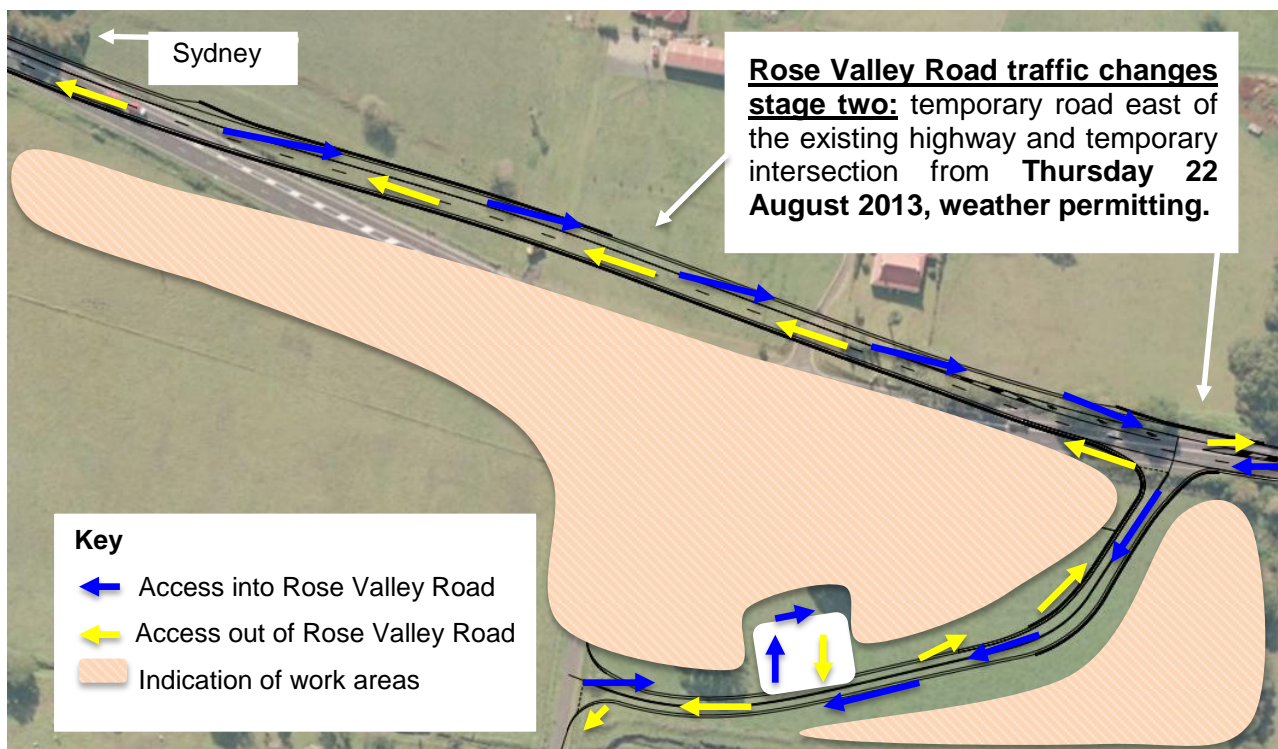 Sydney
Rose Valley Road traffic changes
stage two: temporary road east of
the existing highway and temporary
intersection from Thursday 22
August 2013, weather permitting.
Key
Access into Rose Valley Road
Access out of Rose Valley Road
Indication of work areas